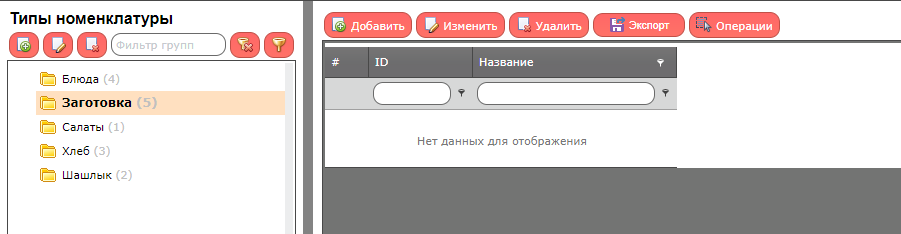 Типы номенклатуры
Фильтр групп
Блюда (4)
Заготовка (5)
Салаты (1)
Хлеб (3)
Шашлык (2)
Добавить Изменить Удалить Экспорт Операции
# ID Название
Нет данных для отображения